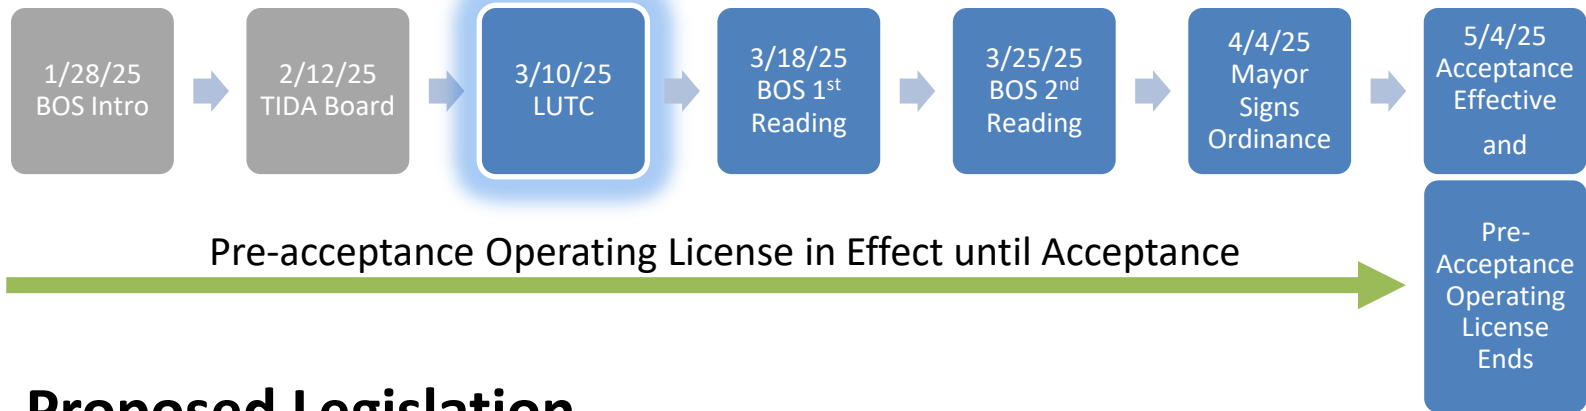 1/28/25
BOS Intro
2/12/25
TIDA Board
3/10/25
LUTC
3/18/25
BOS 1st
Reading
3/25/25
BOS 2nd
Reading
4/4/25
Mayor
Signs
Ordinance
5/4/25
Acceptance
Effective
and
Pre-acceptance Operating License in Effect until Acceptance
Pre-
Acceptance
Operating
License
Ends
Proposed Legislation